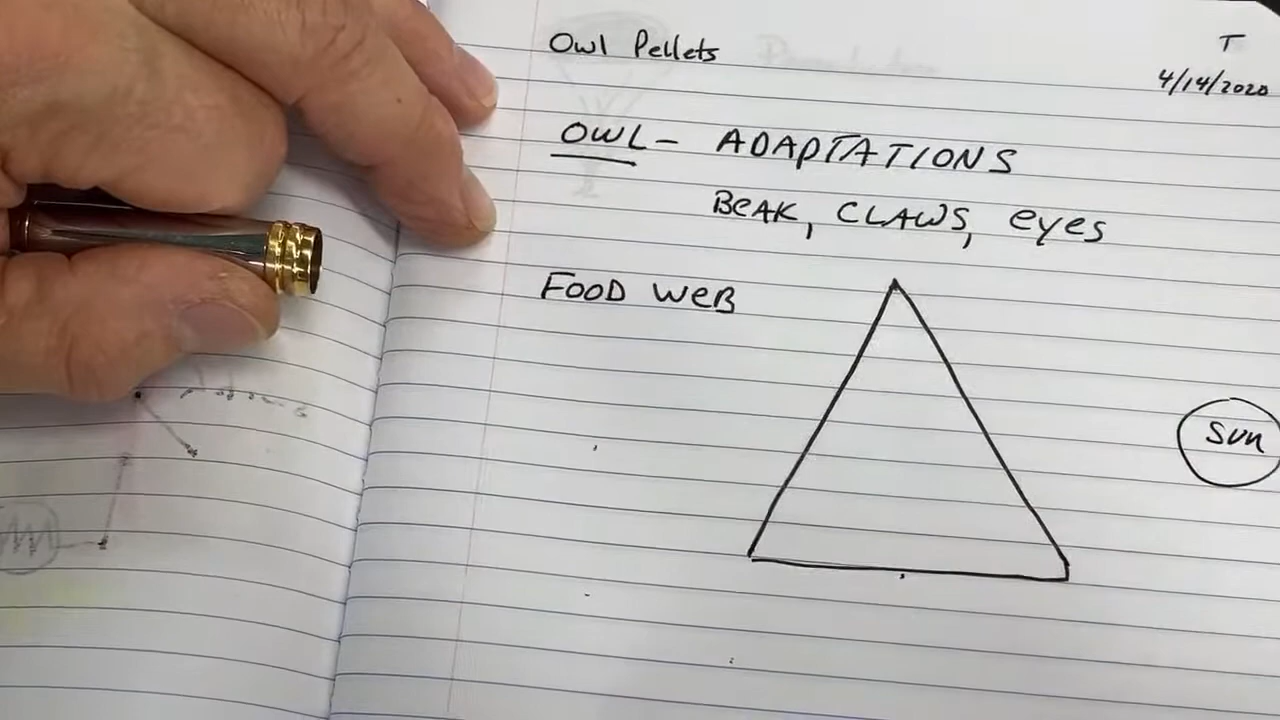 Owl Pellets
T
4/14/2020
OWL - ADAPTATIONS
BEAK, CLAWS, eyes
FOOD WEB
Sun